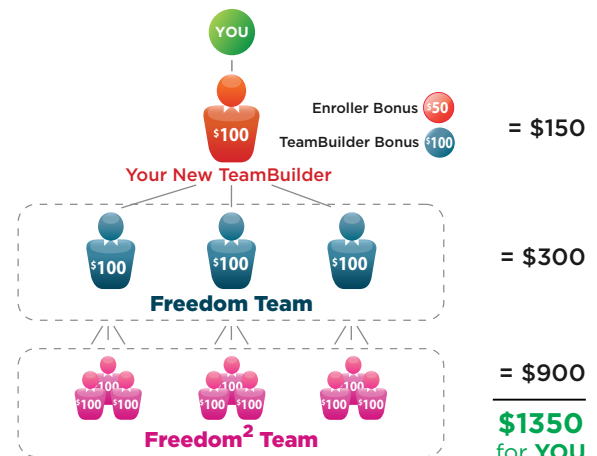 YOU
Enroller Bonus $50
$100
TeamBuilder Bonus $100
= $150
Your New TeamBuilder
$100 $100 $100
= $300
Freedom Team
100 100 100
$100 $100 $100 $100 $100 $100
= $900
Freedom² Team
$1350
for YOU